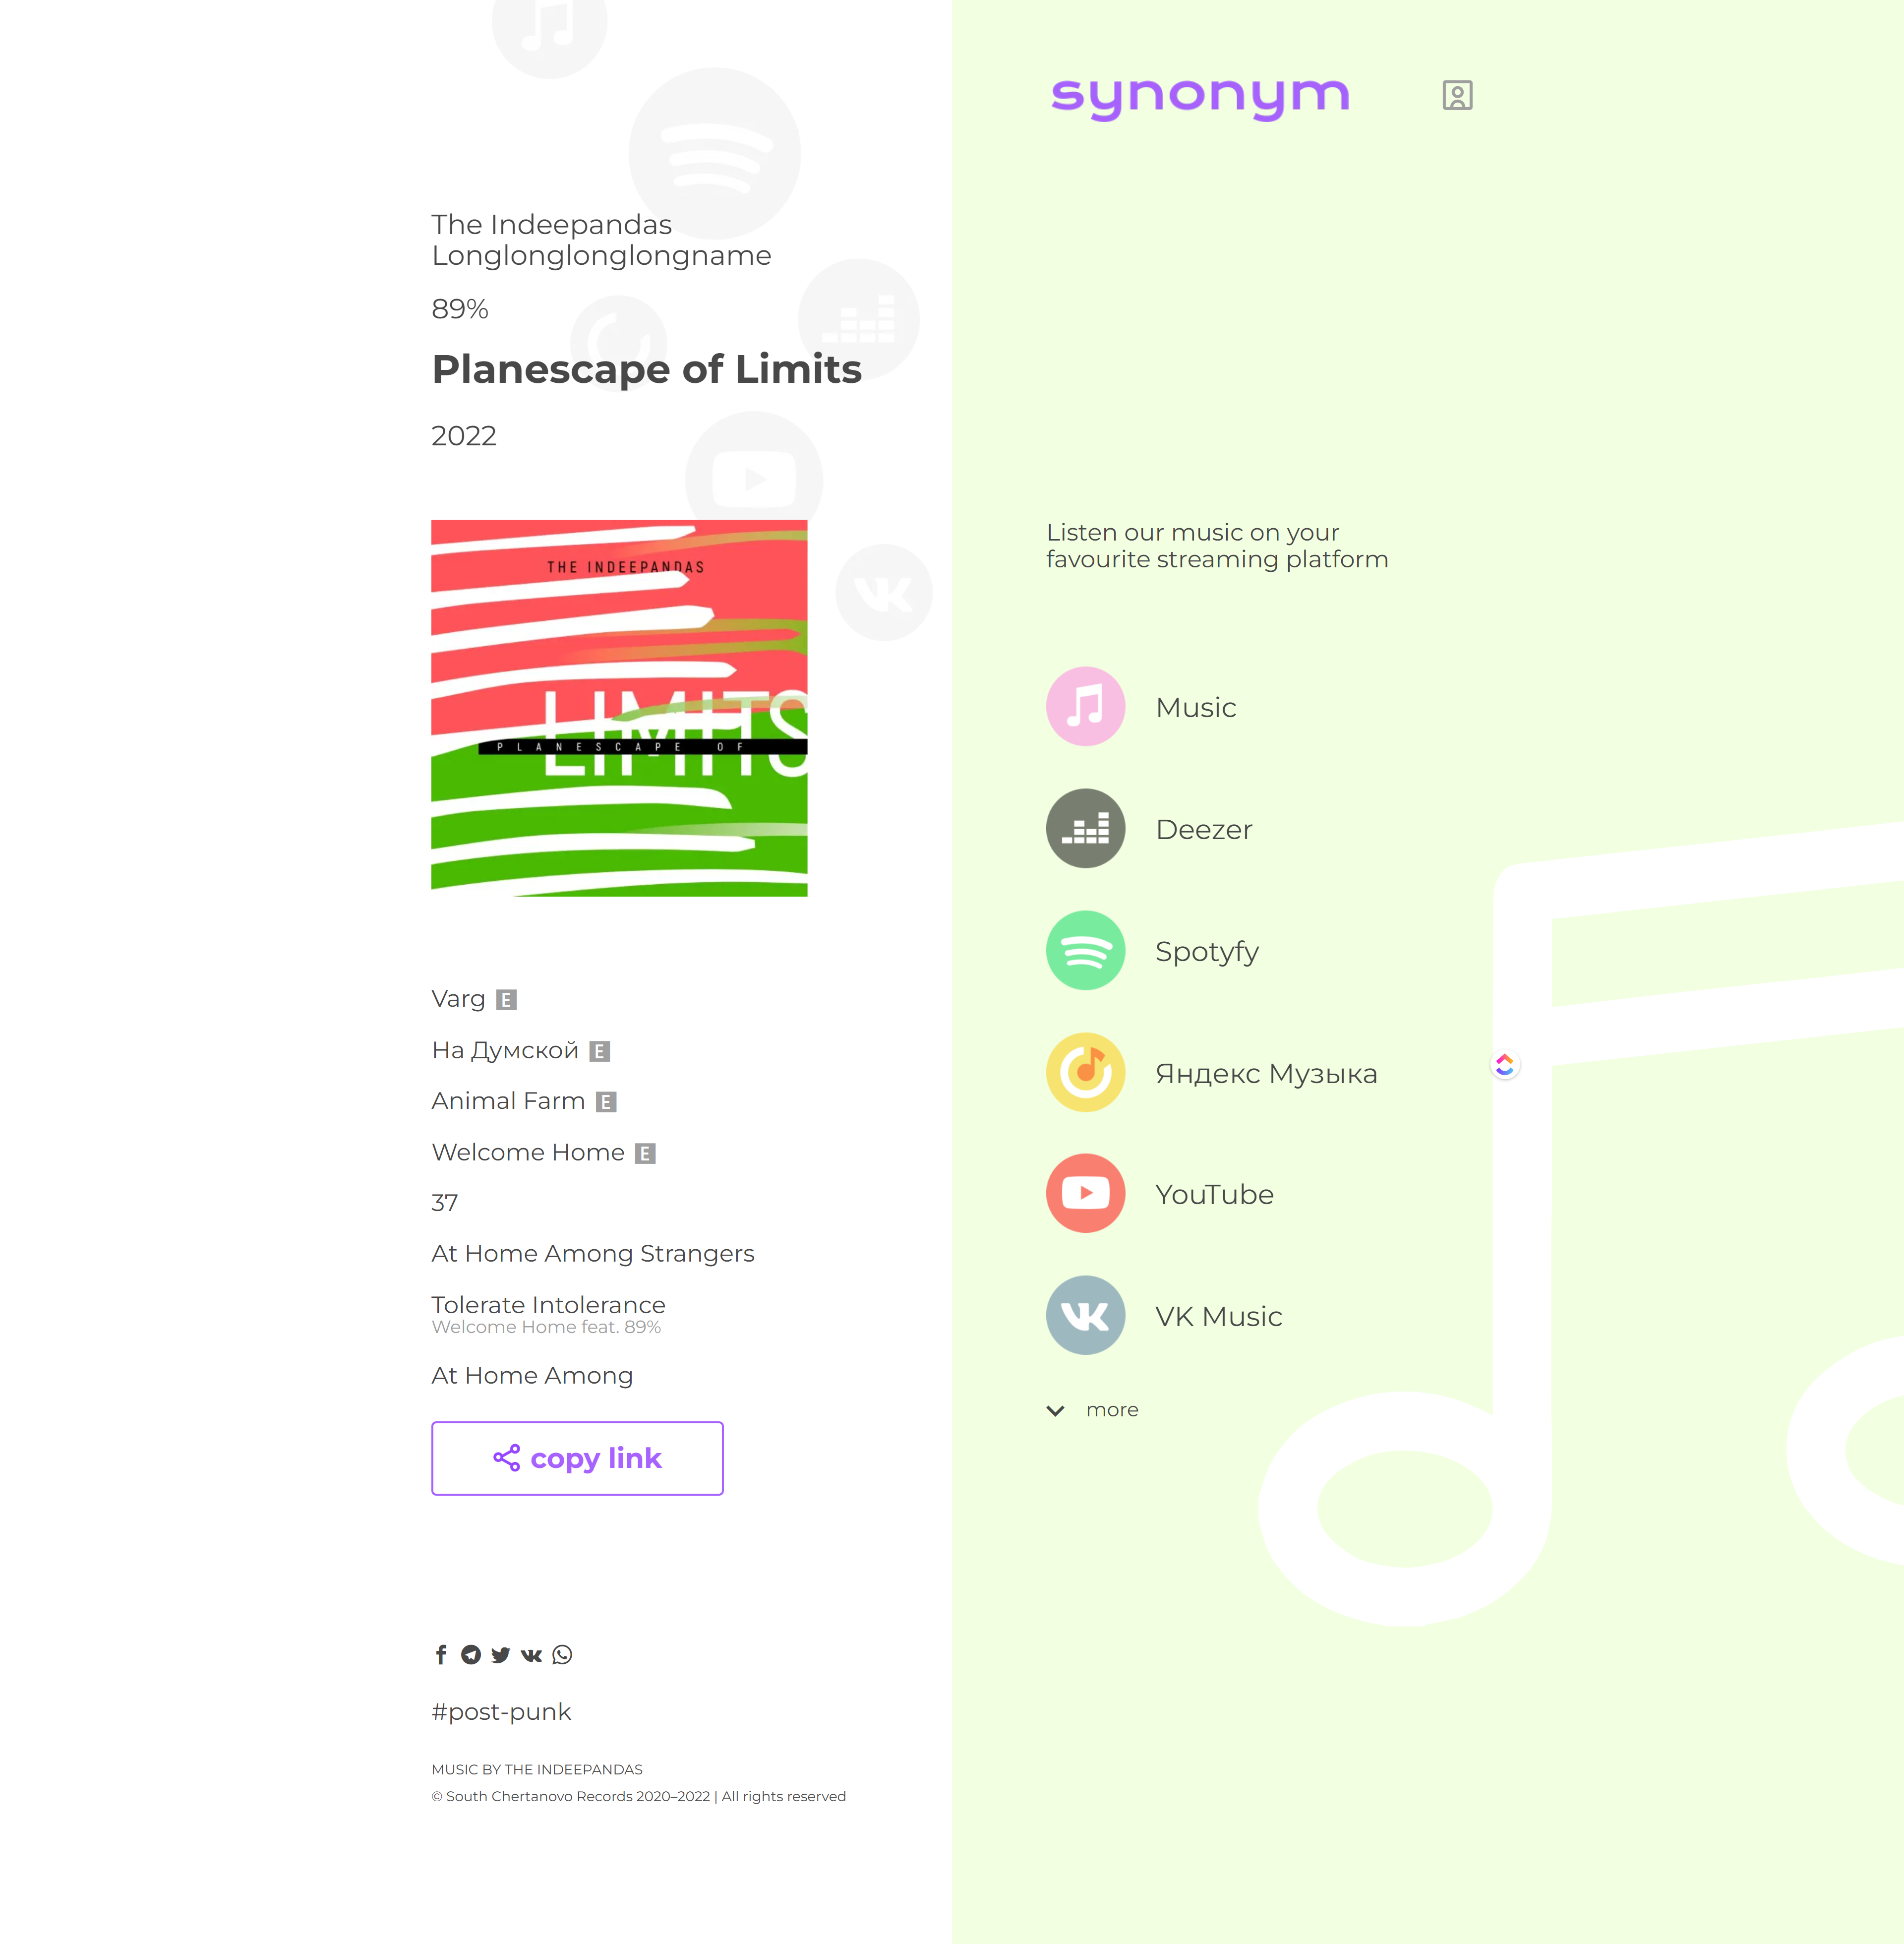 The Indeepandas
Longlonglonglongname
89%
Planescape of Limits
2022
THE INDEEPANDAS
LIMITS
PLANESCAPE OF
Varg E
На Думской E
Animal Farm E
Welcome Home E
37
At Home Among Strangers
Tolerate Intolerance
Welcome Home feat. 89%
At Home Among
copy link
#post-punk
MUSIC BY THE INDEEPANDAS
© South Chertanovo Records 2020–2022 | All rights reserved
synonym
Listen our music on your
favourite streaming platform
Music
Deezer
Spotyfy
Яндекс Музыка
YouTube
VK Music
more